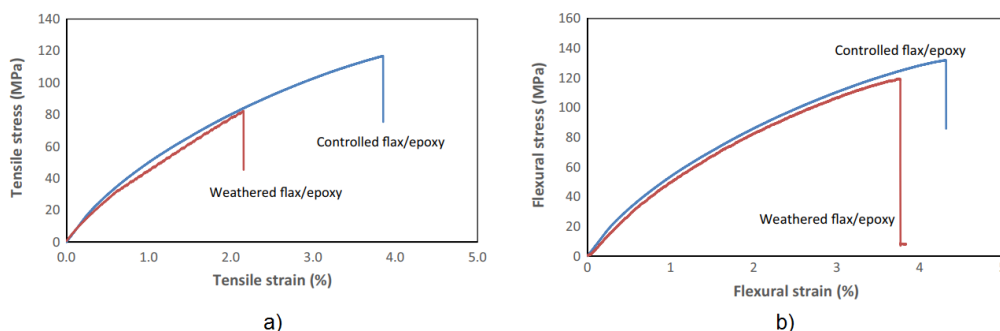 140
120
100
80
60
40
20
0
Tensile stress (MPa)
Controlled flax/epoxy
Weathered flax/epoxy
0.0 1.0 2.0 3.0 4.0 5.0
Tensile strain (%)
a)
160
140
120
100
80
60
40
20
0
Flexural stress (MPa)
Controlled flax/epoxy
Weathered flax/epoxy
0 1 2 3 4
Flexural strain (%)
b)